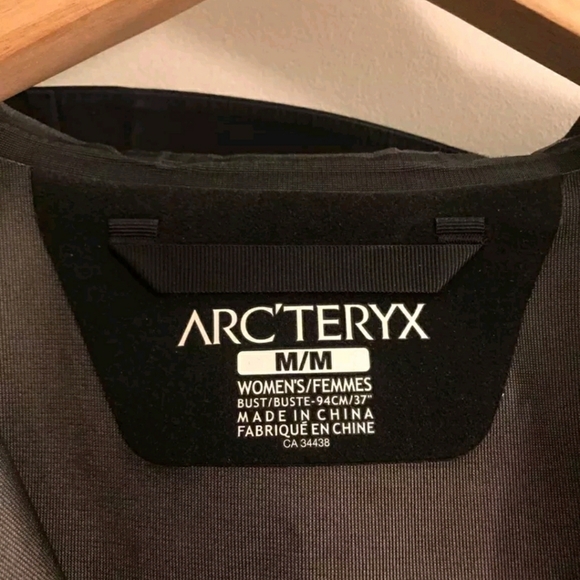 ARC'TERYX
M/M
WOMEN'S/FEMMES
BUST/BUSTE-94CM/37"
MADE IN CHINA
FABRIQUÉ EN CHINE
CA 34438